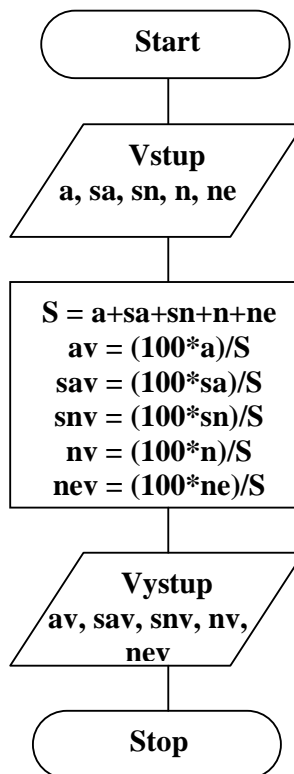 Start
Vstup
a, sa, sn, n, ne
S = a+sa+sn+n+ne
av = (100*a)/S
sav = (100*sa)/S
snv = (100*sn)/S
nv = (100*n)/S
nev = (100*ne)/S
Vystup
av, sav, snv, nv,
nev
Stop